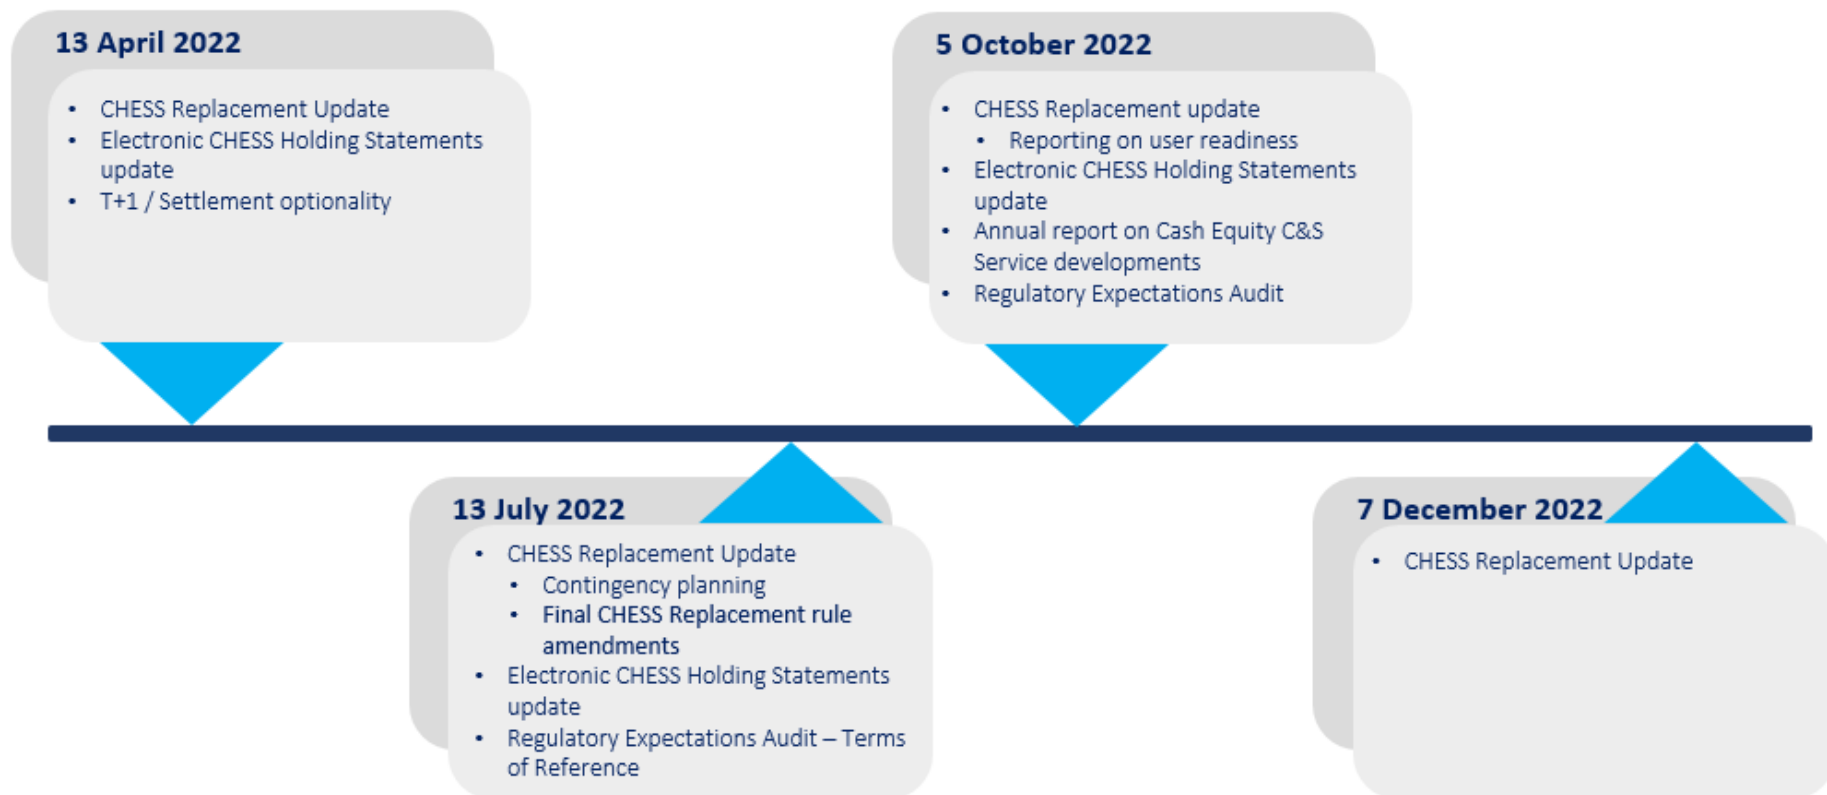 13 April 2022
• CHESS Replacement Update
• Electronic CHESS Holding Statements
update
• T+1 / Settlement optionality
5 October 2022
• CHESS Replacement update
• Reporting on user readiness
• Electronic CHESS Holding Statements
update
• Annual report on Cash Equity C&S
Service developments
• Regulatory Expectations Audit
13 July 2022
• CHESS Replacement Update
• Contingency planning
• Final CHESS Replacement rule
amendments
• Electronic CHESS Holding Statements
update
• Regulatory Expectations Audit – Terms
of Reference
7 December 2022
• CHESS Replacement Update